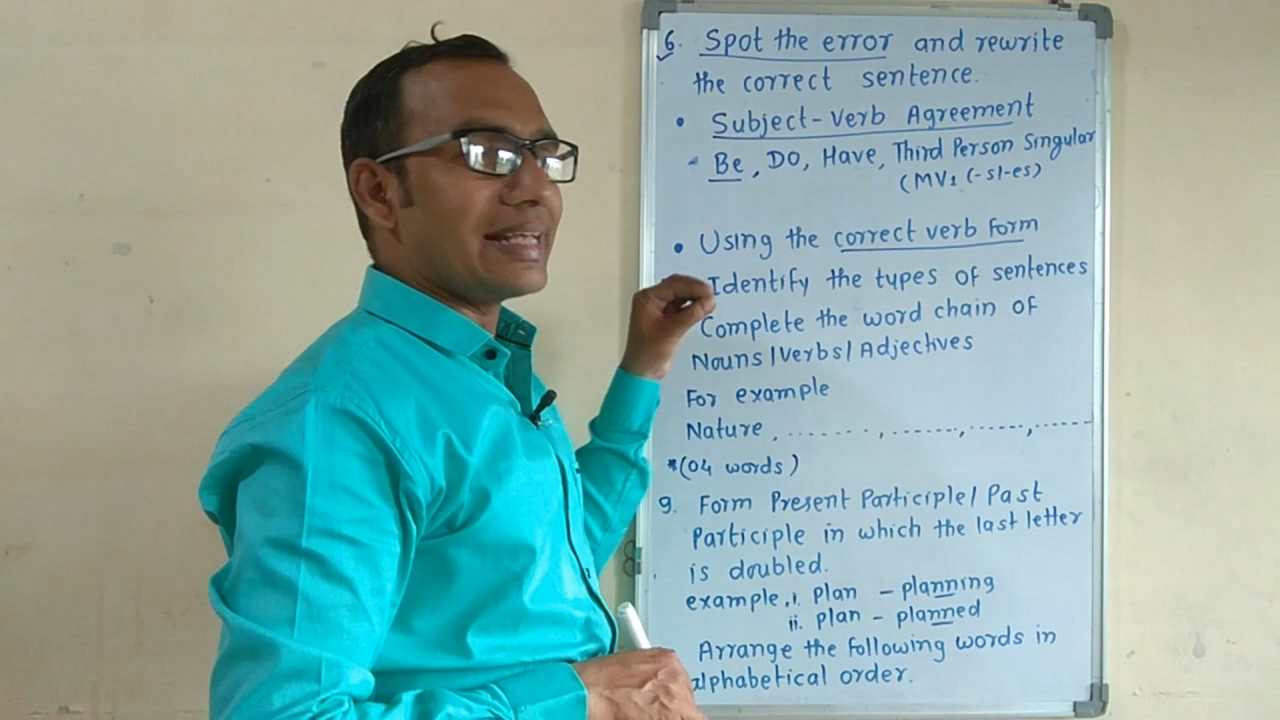 6. Spot the error and rewrite
the correct sentence.
• Subject-Verb Agreement
- Be, DO, Have, Third Person Singular
(MV1 (-s/-es)
• Using the correct verb form
Identify the types of sentences
Complete the word chain of
Nouns/Verbs/Adjectives
For example
Nature, ........, ......., ......, ......
*(04 words)
9. Form Present Participle/Past
Participle in which the last letter
is doubled.
example. i. plan - planning
ii. plan - planned
Arrange the following words in
alphabetical order.